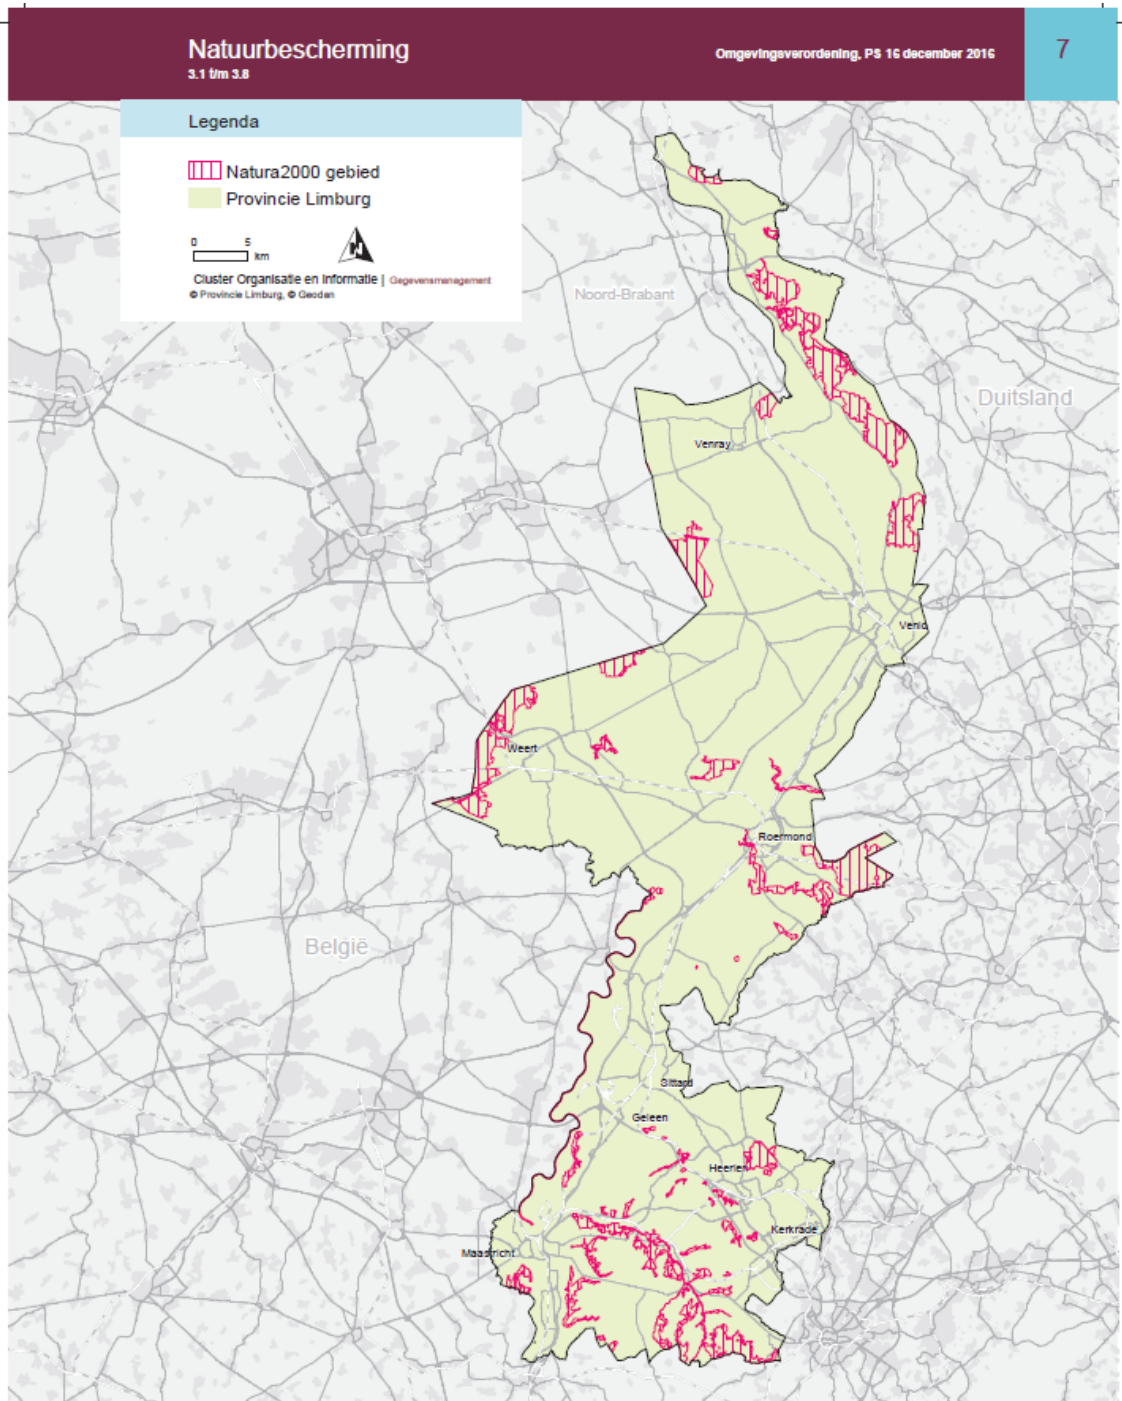 Natuurbescherming
3.1 t/m 3.8
Omgevingsverordening, PS 16 december 2016
7
Legenda
Natura2000 gebied
Provincie Limburg
0 5
km
N
Cluster Organisatie en Informatie | Gegevensmanagement
© Provincie Limburg, © Geodan
Noord-Brabant
Duitsland
Venray
Venlo
Weert
Roermond
België
Sittard
Geleen
Heerlen
Kerkrade
Maastricht